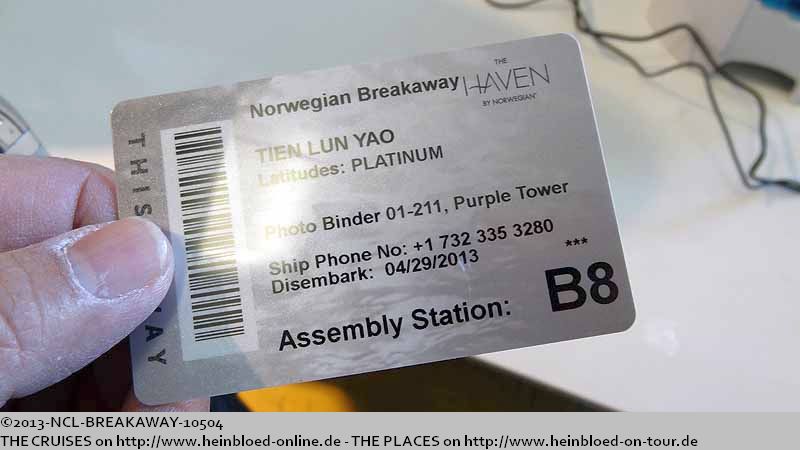 Norwegian Breakaway
THE
HAVEN
BY NORWEGIAN
TIEN LUN YAO
Latitudes: PLATINUM
Photo Binder 01-211, Purple Tower
Ship Phone No: +1 732 335 3280
Disembark: 04/29/2013
***
Assembly Station: B8
THIS WAY
©2013-NCL-BREAKAWAY-10504
THE CRUISES on http://www.heinbloed-online.de - THE PLACES on http://www.heinbloed-on-tour.de